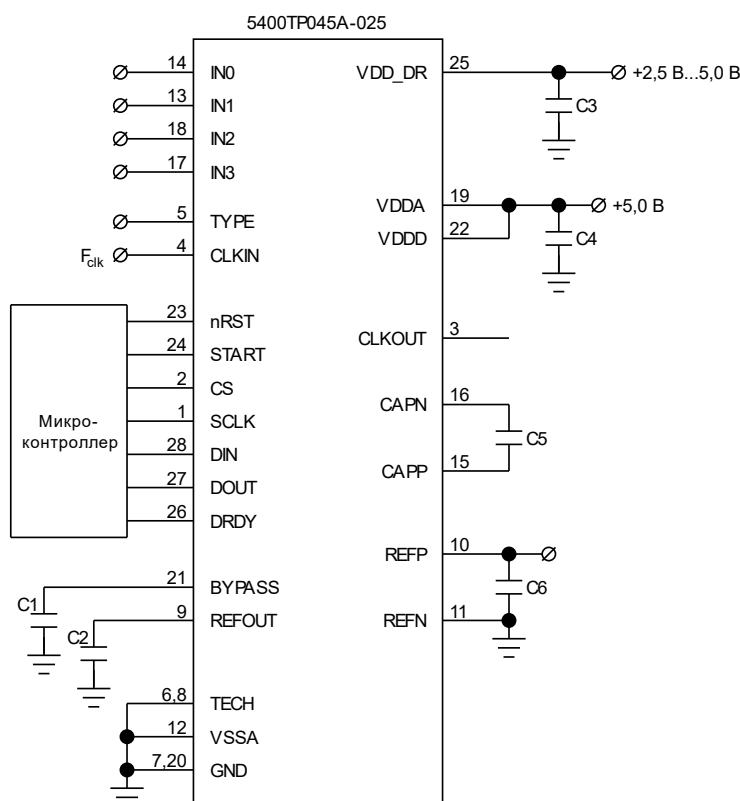 5400TP045A-025
14 IN0
13 IN1
18 IN2
17 IN3
5 TYPE
Fclk 4 CLKIN
23 nRST
24 START
2 CS
1 SCLK
28 DIN
27 DOUT
26 DRDY
Микро-
контроллер
21 BYPASS
C1
9 REFOUT
C2
6,8 TECH
12 VSSA
7,20 GND
VDD_DR 25 +2,5 В...5,0 В
C3
VDDA 19 +5,0 В
VDDD 22
C4
CLKOUT 3
CAPN 16
C5
CAPP 15
REFP 10
C6
REFN 11